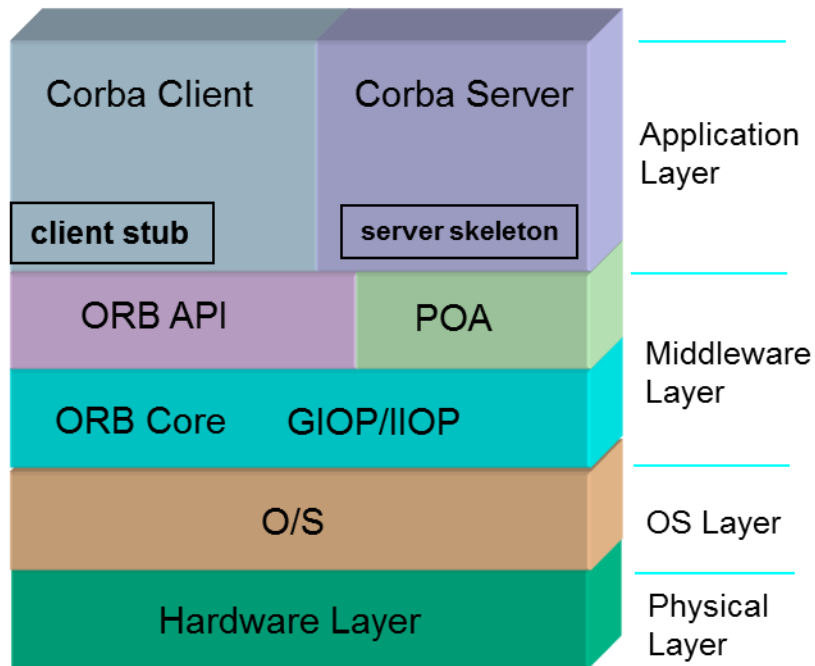 Corba Client
Corba Server
Application
Layer
client stub
server skeleton
ORB API
POA
Middleware
Layer
ORB Core
GIOP/IIOP
O/S
OS Layer
Hardware Layer
Physical
Layer